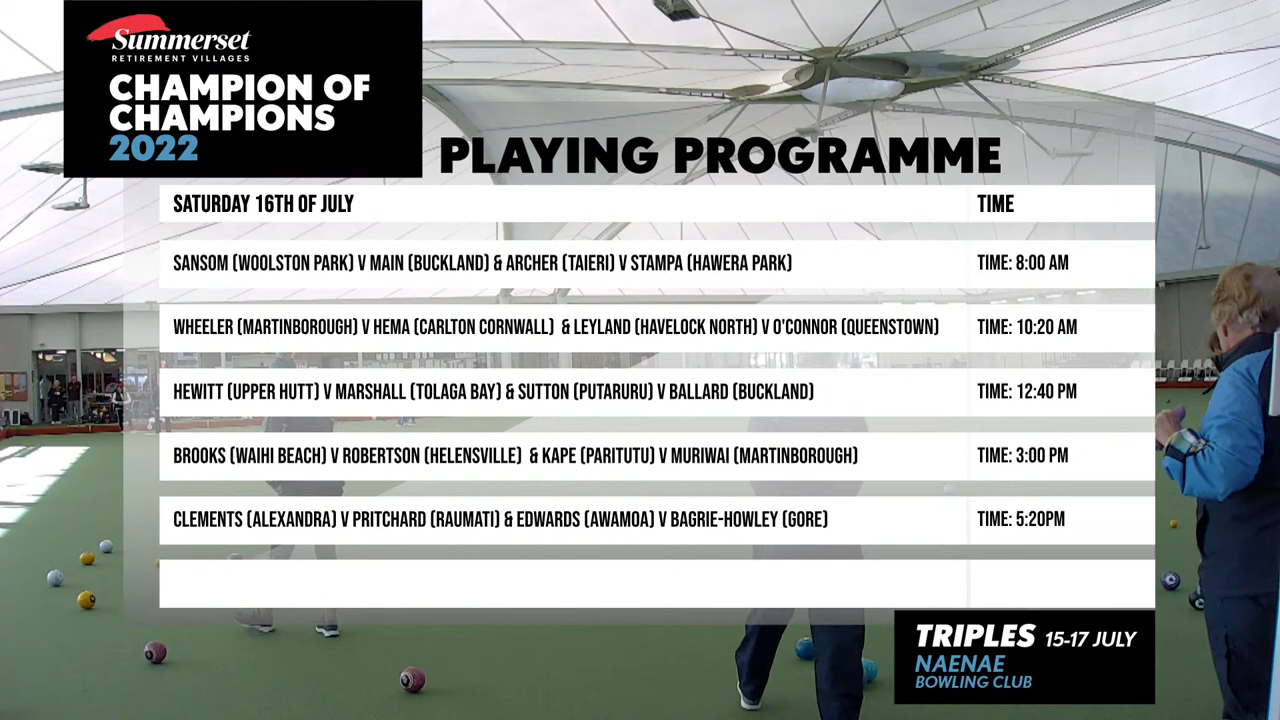 Summerset
RETIREMENT VILLAGES
CHAMPION OF
CHAMPIONS
2022
PLAYING PROGRAMME
SATURDAY 16TH OF JULY TIME
SANSOM (WOOLSTON PARK) V MAIN (BUCKLAND) & ARCHER (TAIERI) V STAMPA (HAWERA PARK) TIME: 8:00 AM
WHEELER (MARTINBOROUGH) V HEMA (CARLTON CORNWALL) & LEYLAND (HAVELOCK NORTH) V O'CONNOR (QUEENSTOWN) TIME: 10:20 AM
HEWITT (UPPER HUTT) V MARSHALL (TOLAGA BAY) & SUTTON (PUTARURU) V BALLARD (BUCKLAND) TIME: 12:40 PM
BROOKS (WAIHI BEACH) V ROBERTSON (HELENSVILLE) & KAPE (PARITUTU) V MURIWAI (MARTINBOROUGH) TIME: 3:00 PM
CLEMENTS (ALEXANDRA) V PRITCHARD (RAUMATI) & EDWARDS (AWAMOA) V BAGRIE-HOWLEY (GORE) TIME: 5:20PM
TRIPLES 15-17 JULY
NAENAE
BOWLING CLUB